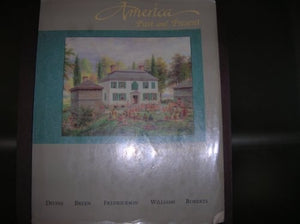 America
Past and Present
DIVINE BREEN FREDRICKSON WILLIAMS ROBERTS